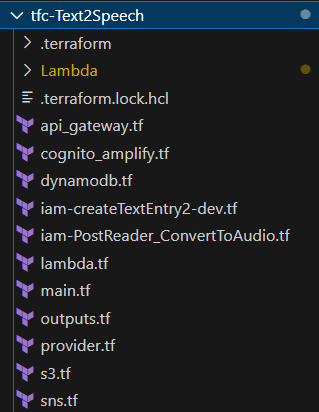 tfc-Text2Speech
.terraform
Lambda
.terraform.lock.hcl
api_gateway.tf
cognito_amplify.tf
dynamodb.tf
iam-createTextEntry2-dev.tf
iam-PostReader_ConvertToAudio.tf
lambda.tf
main.tf
outputs.tf
provider.tf
s3.tf
sns.tf